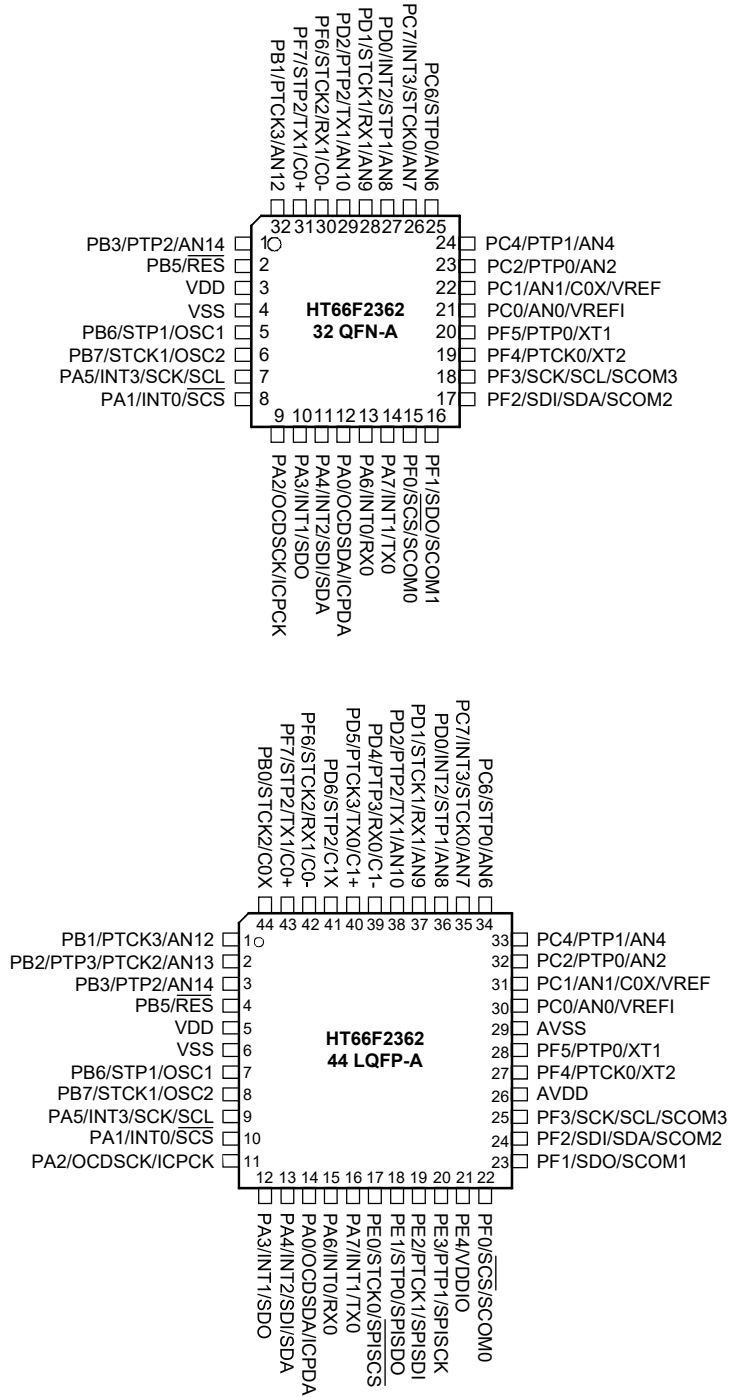 PB1/PTCK3/AN12
PF7/STP2/TX1/C0+
PF6/STCK2/RX1/C0-
PD2/PTP2/TX1/AN10
PD1/STCK1/RX1/AN9
PD0/INT2/STP1/AN8
PC7/INT3/STCK0/AN7
PC6/STP0/AN6
32 31 30 29 28 27 26 25
PB3/PTP2/AN14 1
PB5/RES 2
VDD 3
VSS 4
PB6/STP1/OSC1 5
PB7/STCK1/OSC2 6
PA5/INT3/SCK/SCL 7
PA1/INT0/SCS 8
HT66F2362
32 QFN-A
24 PC4/PTP1/AN4
23 PC2/PTP0/AN2
22 PC1/AN1/C0X/VREF
21 PC0/AN0/VREFI
20 PF5/PTP0/XT1
19 PF4/PTCK0/XT2
18 PF3/SCK/SCL/SCOM3
17 PF2/SDI/SDA/SCOM2
9 10 11 12 13 14 15 16
PA2/OCDSCK/ICPCK
PA3/INT1/SDO
PA4/INT2/SDI/SDA
PA0/OCDSDA/ICPDA
PA6/INT0/RX0
PA7/INT1/TX0
PF0/SCS/SCOM0
PF1/SDO/SCOM1
PB0/STCK2/C0X
PF7/STP2/TX1/C0+
PF6/STCK2/RX1/C0-
PD6/STP2/C1X
PD5/PTCK3/TX0/C1+
PD4/PTP3/RX0/C1-
PD2/PTP2/TX1/AN10
PD1/STCK1/RX1/AN9
PD0/INT2/STP1/AN8
PC7/INT3/STCK0/AN7
PC6/STP0/AN6
44 43 42 41 40 39 38 37 36 35 34
PB1/PTCK3/AN12 1
PB2/PTP3/PTCK2/AN13 2
PB3/PTP2/AN14 3
PB5/RES 4
VDD 5
VSS 6
PB6/STP1/OSC1 7
PB7/STCK1/OSC2 8
PA5/INT3/SCK/SCL 9
PA1/INT0/SCS 10
PA2/OCDSCK/ICPCK 11
HT66F2362
44 LQFP-A
33 PC4/PTP1/AN4
32 PC2/PTP0/AN2
31 PC1/AN1/C0X/VREF
30 PC0/AN0/VREFI
29 AVSS
28 PF5/PTP0/XT1
27 PF4/PTCK0/XT2
26 AVDD
25 PF3/SCK/SCL/SCOM3
24 PF2/SDI/SDA/SCOM2
23 PF1/SDO/SCOM1
12 13 14 15 16 17 18 19 20 21 22
PA3/INT1/SDO
PA4/INT2/SDI/SDA
PA0/OCDSDA/ICPDA
PA6/INT0/RX0
PA7/INT1/TX0
PE0/STCK0/SPISCS
PE1/STP0/SPISDO
PE2/PTCK1/SPISDI
PE3/PTP1/SPISCK
PE4/VDDIO
PF0/SCS/SCOM0